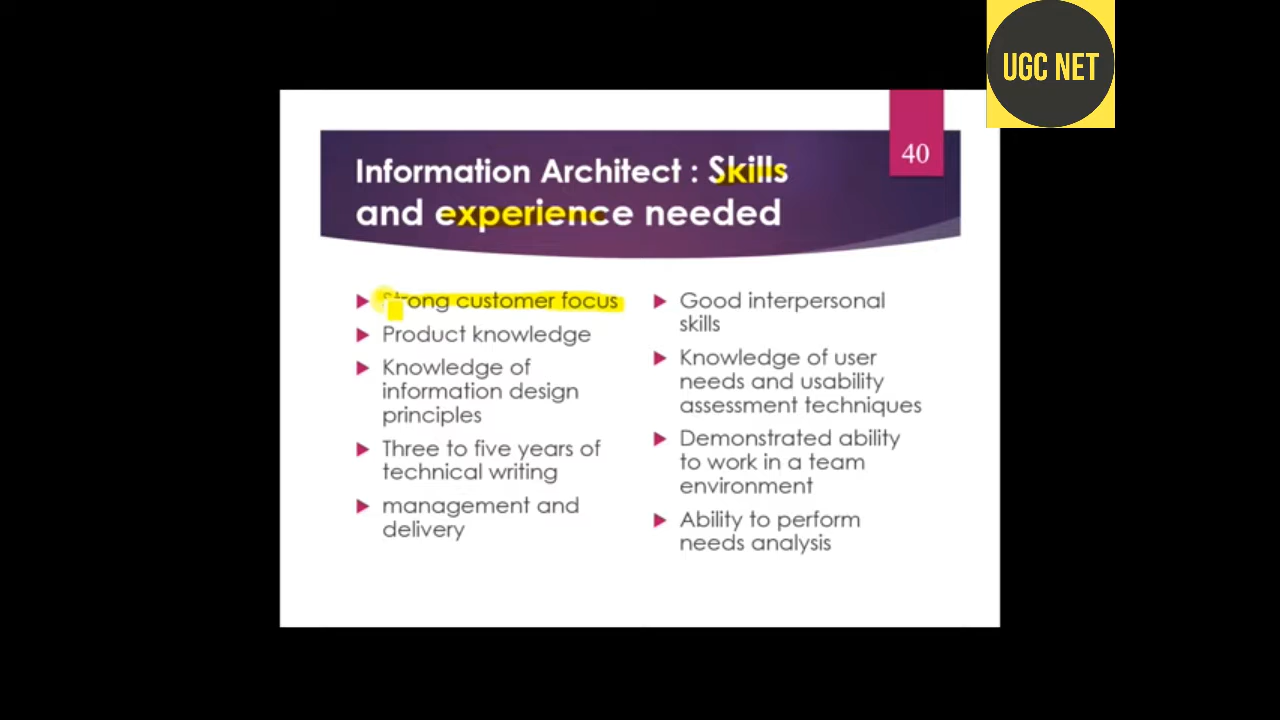 UGC NET
40
Information Architect : Skills
and experience needed
Strong customer focus
Product knowledge
Knowledge of
information design
principles
Three to five years of
technical writing
management and
delivery
Good interpersonal
skills
Knowledge of user
needs and usability
assessment techniques
Demonstrated ability
to work in a team
environment
Ability to perform
needs analysis